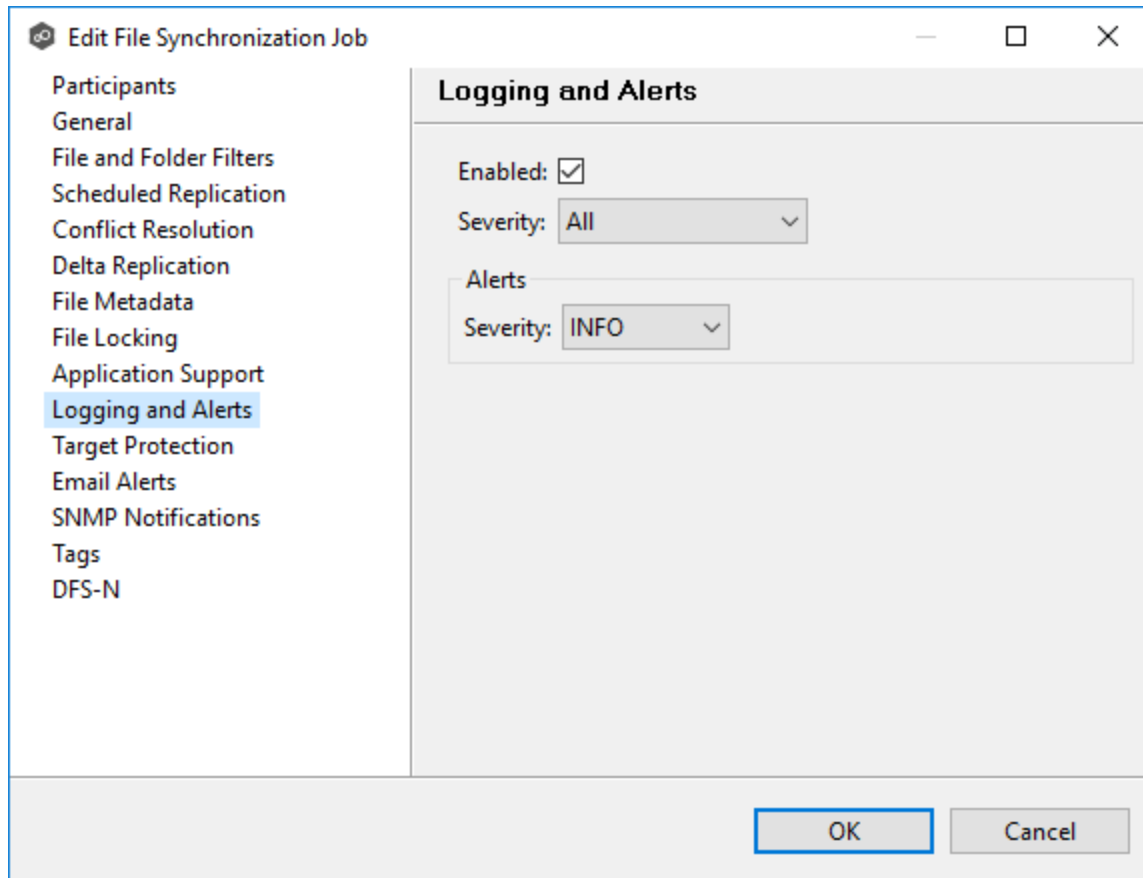 Edit File Synchronization Job
Participants
General
File and Folder Filters
Scheduled Replication
Conflict Resolution
Delta Replication
File Metadata
File Locking
Application Support
Logging and Alerts
Target Protection
Email Alerts
SNMP Notifications
Tags
DFS-N
Logging and Alerts
Enabled:
Severity: All
Alerts
Severity: INFO
OK
Cancel